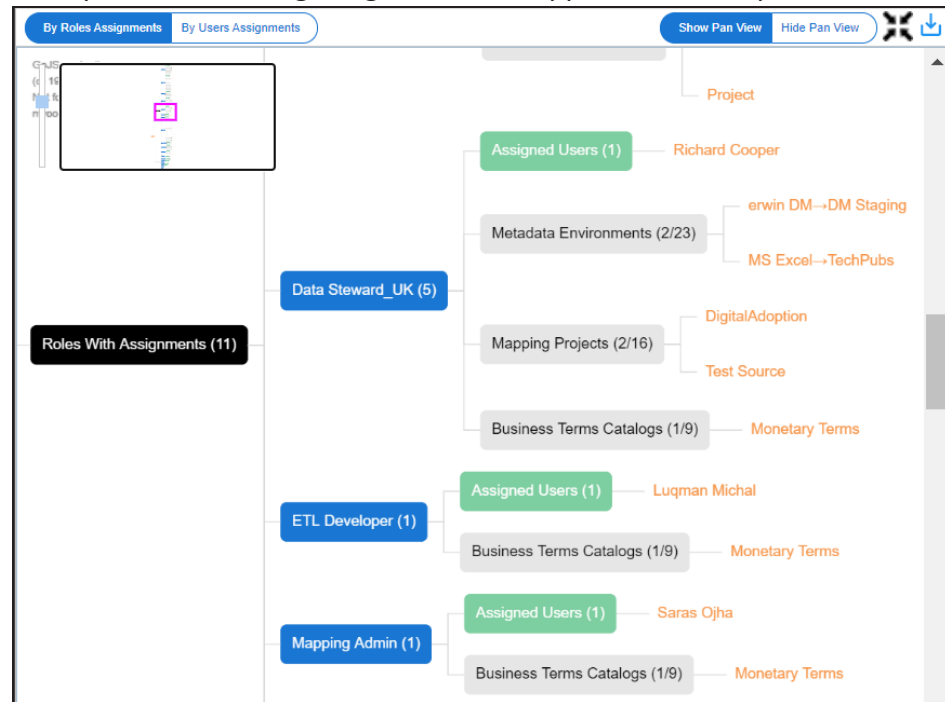 By Roles Assignments
By Users Assignments
Show Pan View
Hide Pan View
Project
Assigned Users (1)
Richard Cooper
Metadata Environments (2/23)
erwin DM→DM Staging
MS Excel→TechPubs
Data Steward_UK (5)
Mapping Projects (2/16)
DigitalAdoption
Test Source
Roles With Assignments (11)
Business Terms Catalogs (1/9)
Monetary Terms
Assigned Users (1)
Luqman Michal
ETL Developer (1)
Business Terms Catalogs (1/9)
Monetary Terms
Assigned Users (1)
Saras Ojha
Mapping Admin (1)
Business Terms Catalogs (1/9)
Monetary Terms